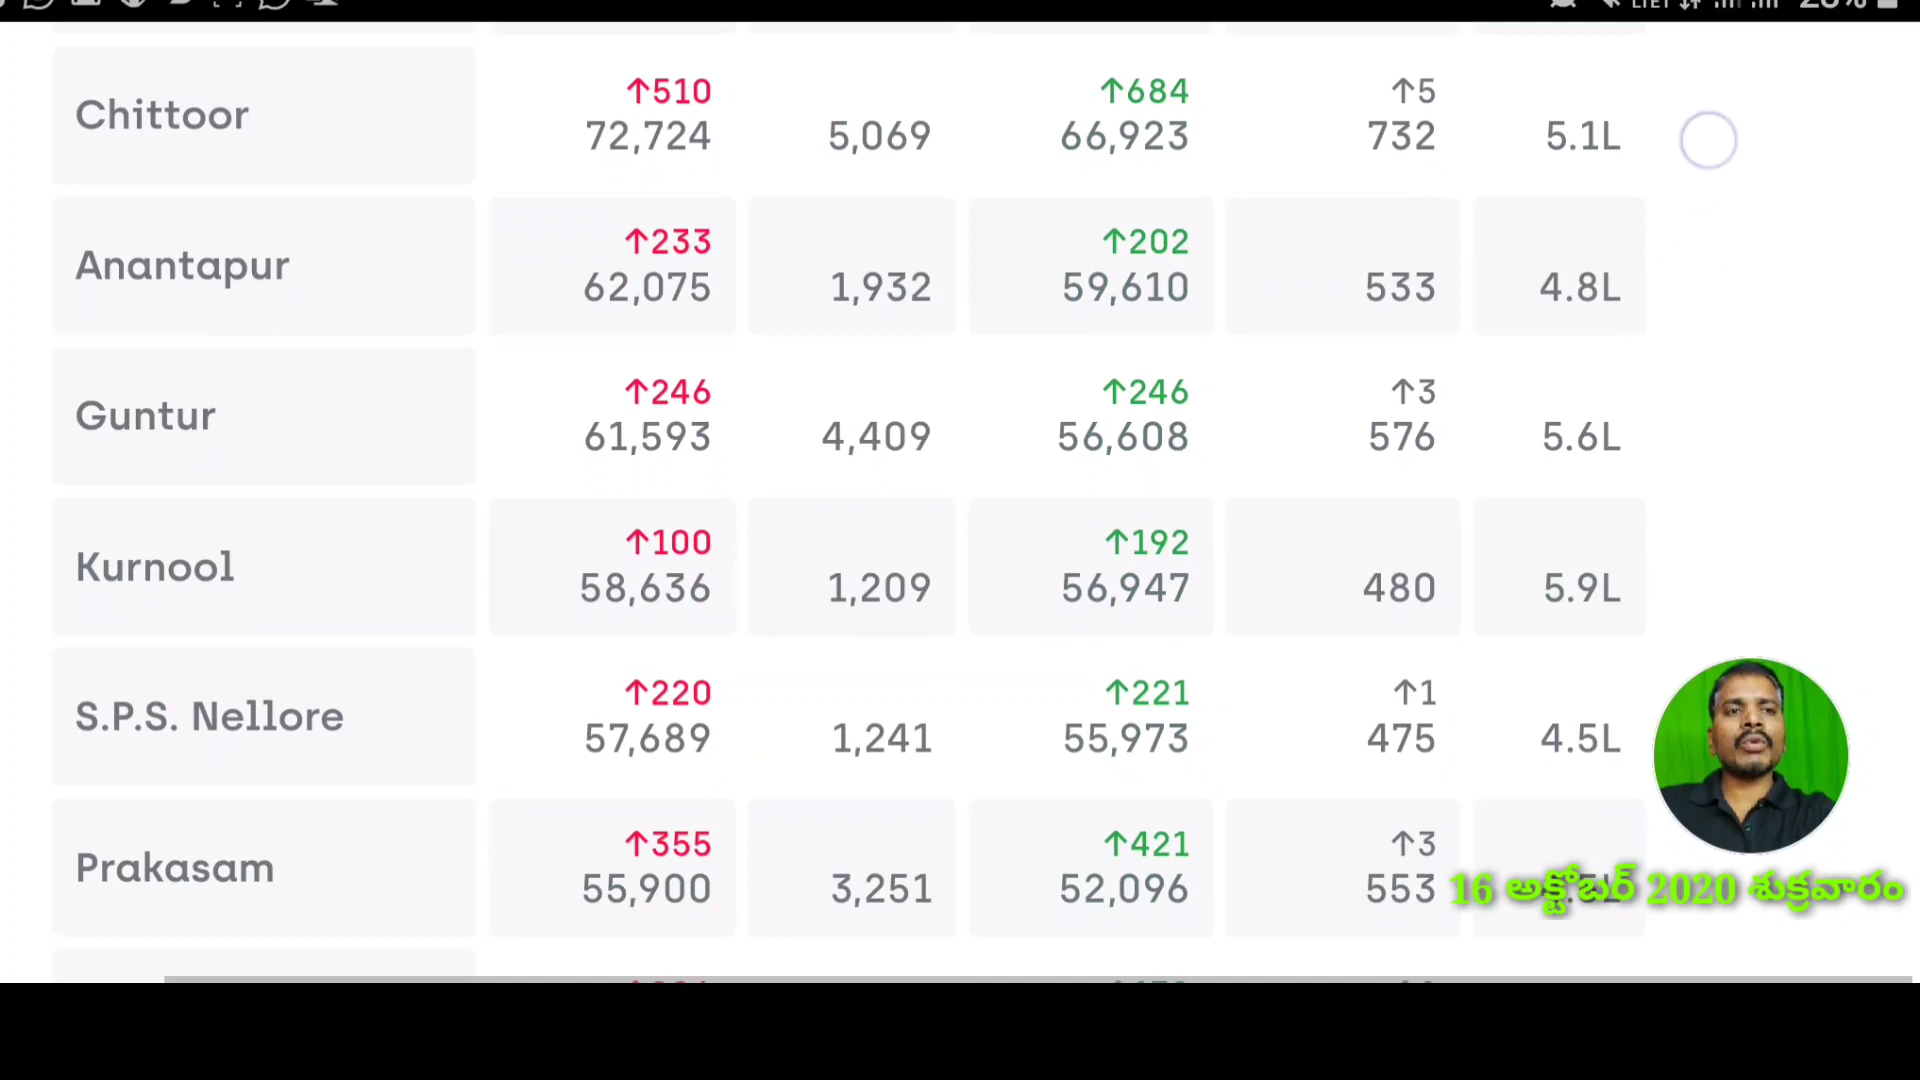 ↑510 ↑684 ↑5
Chittoor 72,724 5,069 66,923 732 5.1L
↑233 ↑202
Anantapur 62,075 1,932 59,610 533 4.8L
↑246 ↑246 ↑3
Guntur 61,593 4,409 56,608 576 5.6L
↑100 ↑192
Kurnool 58,636 1,209 56,947 480 5.9L
↑220 ↑221 ↑1
S.P.S. Nellore 57,689 1,241 55,973 475 4.5L
↑355 ↑421 ↑3
Prakasam 55,900 3,251 52,096 553
16 అక్టోబర్ 2020 శుక్రవారం